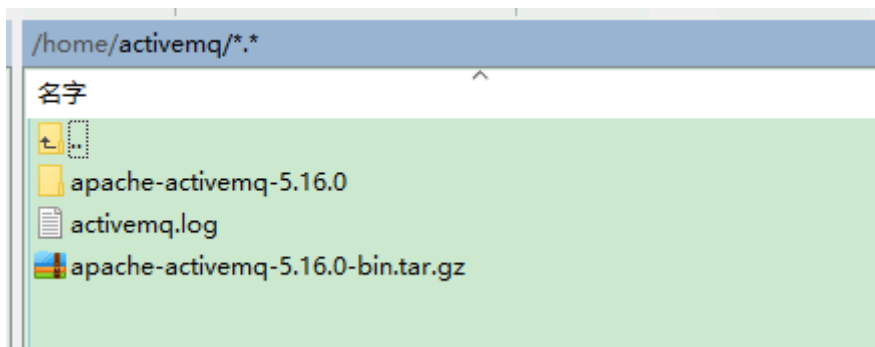 /home/activemq/*.*
名字
..
apache-activemq-5.16.0
activemq.log
apache-activemq-5.16.0-bin.tar.gz